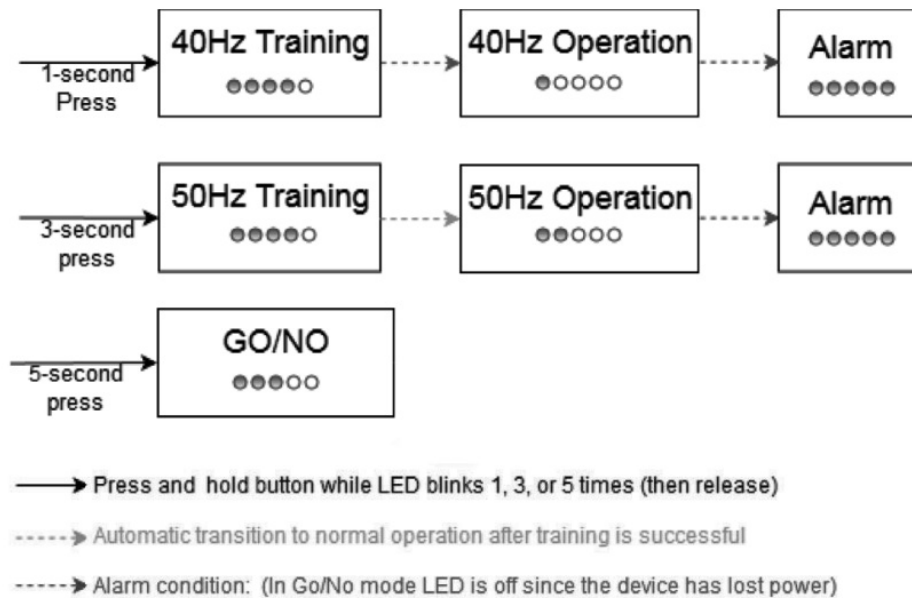 40Hz Training
40Hz Operation
Alarm
1-second
Press
50Hz Training
50Hz Operation
Alarm
3-second
press
GO/NO
5-second
press
Press and hold button while LED blinks 1, 3, or 5 times (then release)
Automatic transition to normal operation after training is successful
Alarm condition: (In Go/No mode LED is off since the device has lost power)